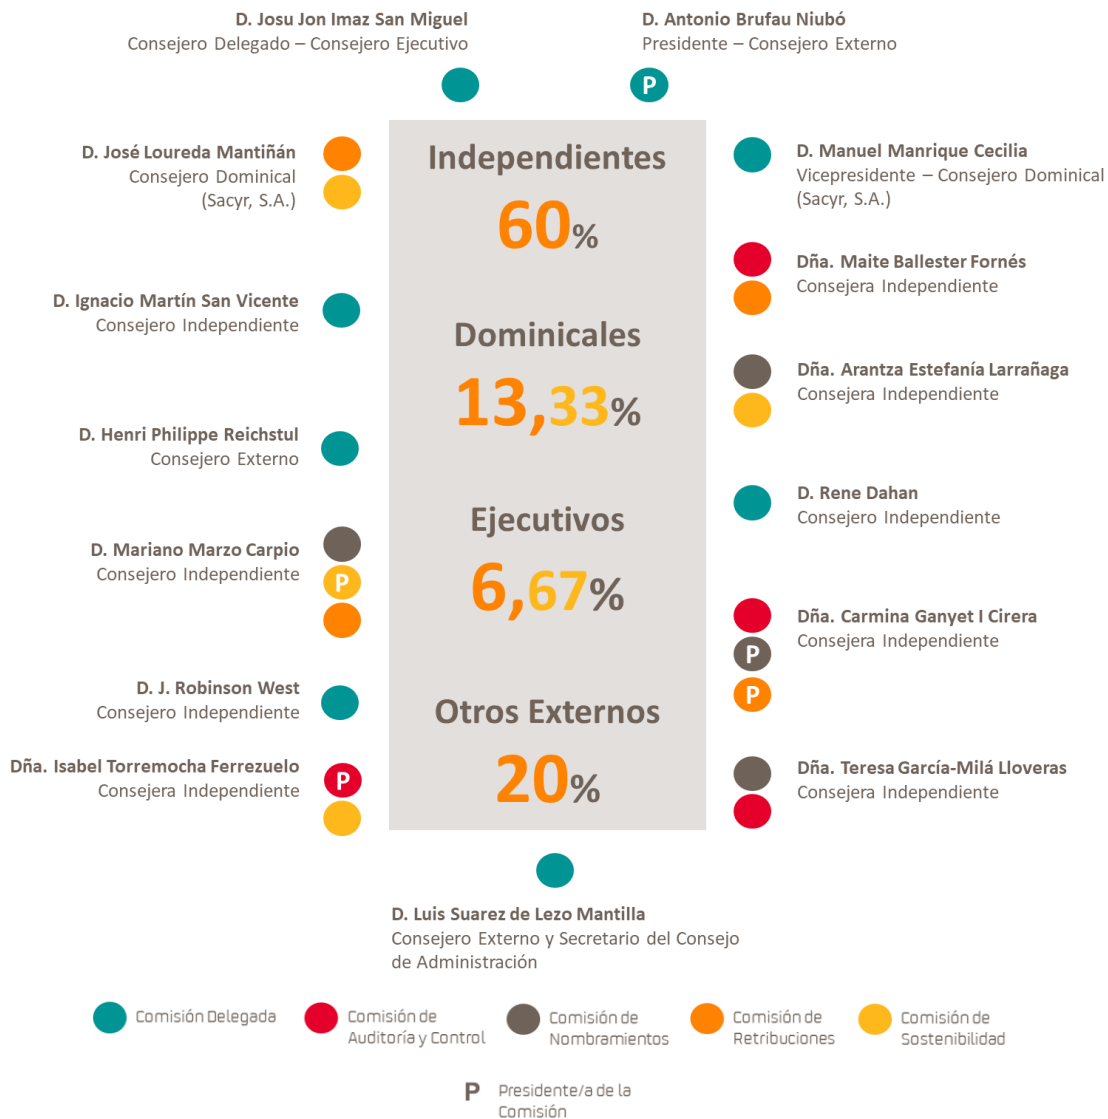 D. Josu Jon Imaz San Miguel
Consejero Delegado – Consejero Ejecutivo
D. Antonio Brufau Niubó
Presidente – Consejero Externo
P
D. José Loureda Mantiñán
Consejero Dominical
(Sacyr, S.A.)
D. Ignacio Martín San Vicente
Consejero Independiente
D. Henri Philippe Reichstul
Consejero Externo
D. Mariano Marzo Carpio
Consejero Independiente
P
D. J. Robinson West
Consejero Independiente
Dña. Isabel Torremocha Ferrezuelo
Consejera Independiente
P
Independientes
60%
Dominicales
13,33%
Ejecutivos
6,67%
Otros Externos
20%
D. Manuel Manrique Cecilia
Vicepresidente – Consejero Dominical
(Sacyr, S.A.)
Dña. Maite Ballester Fornés
Consejera Independiente
Dña. Arantza Estefanía Larrañaga
Consejera Independiente
D. Rene Dahan
Consejero Independiente
Dña. Carmina Ganyet I Cirera
Consejera Independiente
P
P
Dña. Teresa García-Milá Lloveras
Consejera Independiente
D. Luis Suarez de Lezo Mantilla
Consejero Externo y Secretario del Consejo
de Administración
Comisión Delegada
Comisión de
Auditoría y Control
Comisión de
Nombramientos
Comisión de
Retribuciones
Comisión de
Sostenibilidad
P Presidente/a de la
Comisión